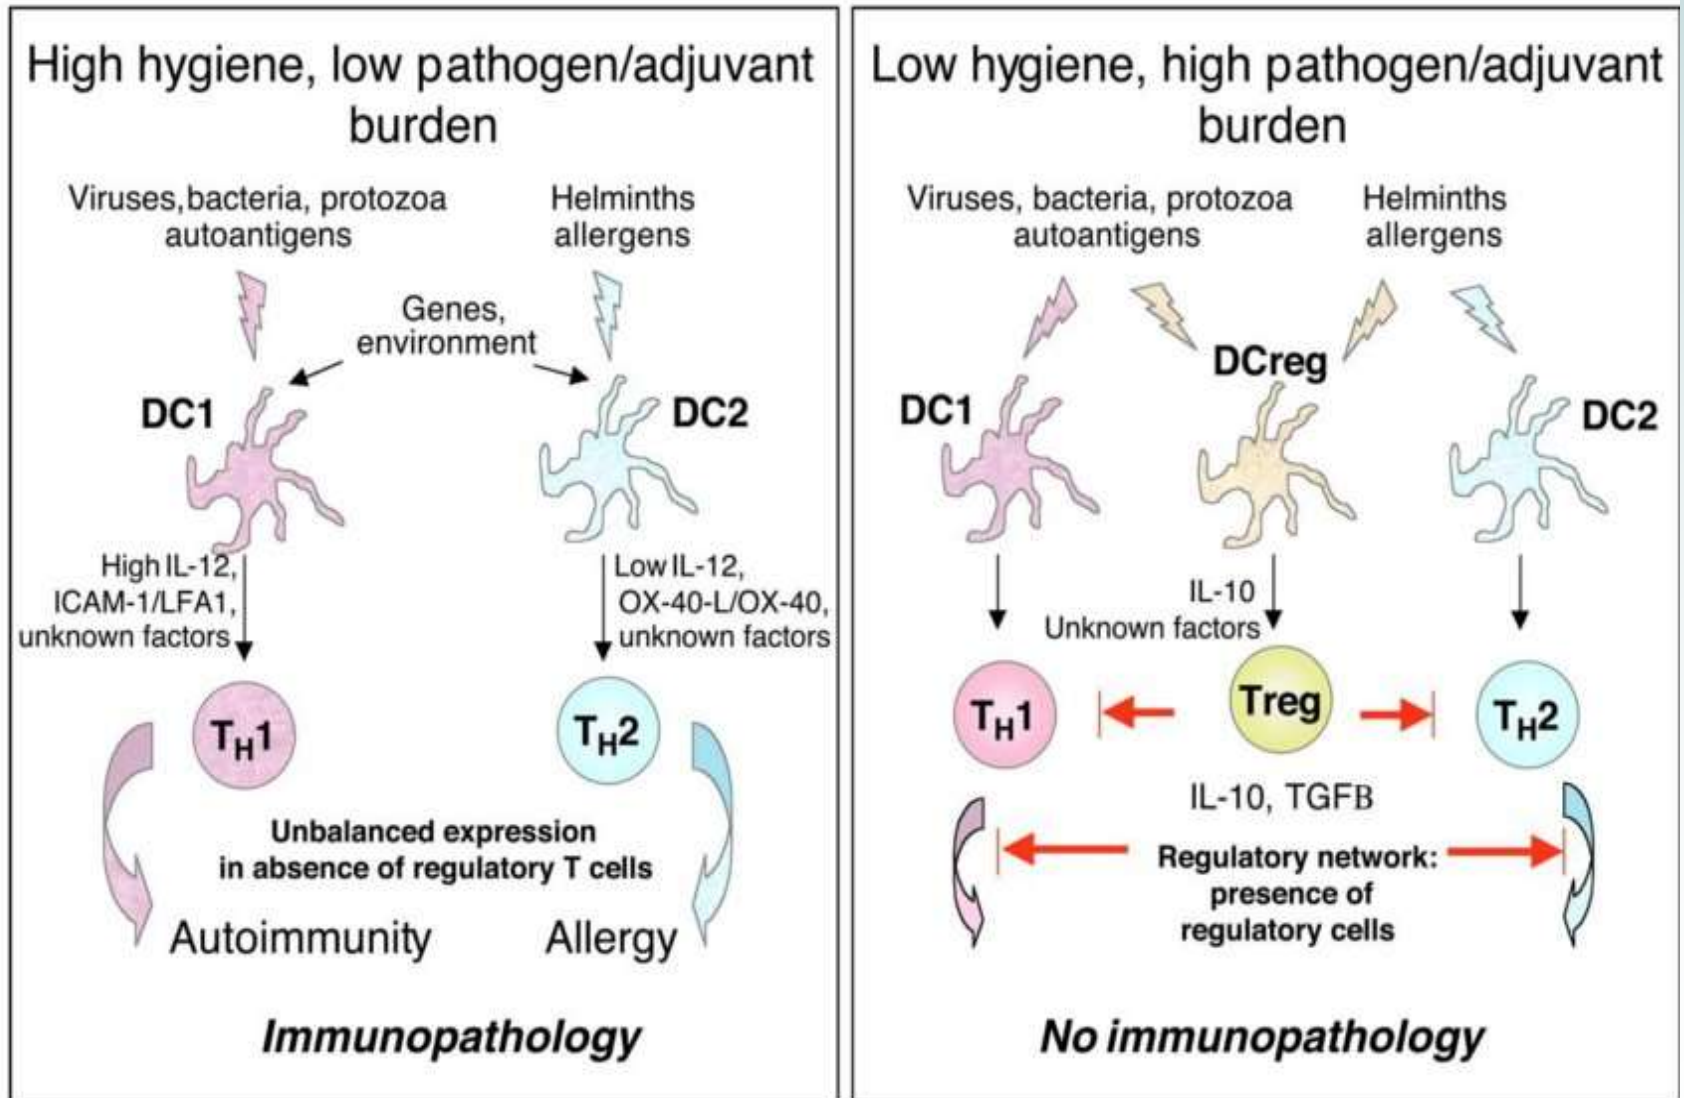 High hygiene, low pathogen/adjuvant
burden
Viruses,bacteria, protozoa
autoantigens
Helminths
allergens
Genes,
environment
DC1
DC2
High IL-12,
ICAM-1/LFA1,
unknown factors
Low IL-12,
OX-40-L/OX-40,
unknown factors
TH1
TH2
Unbalanced expression
in absence of regulatory T cells
Autoimmunity
Allergy
Immunopathology
Low hygiene, high pathogen/adjuvant
burden
Viruses, bacteria, protozoa
autoantigens
Helminths
allergens
DCreg
DC1
DC2
IL-10
Unknown factors
TH1
Treg
TH2
IL-10, TGFB
Regulatory network:
presence of
regulatory cells
No immunopathology